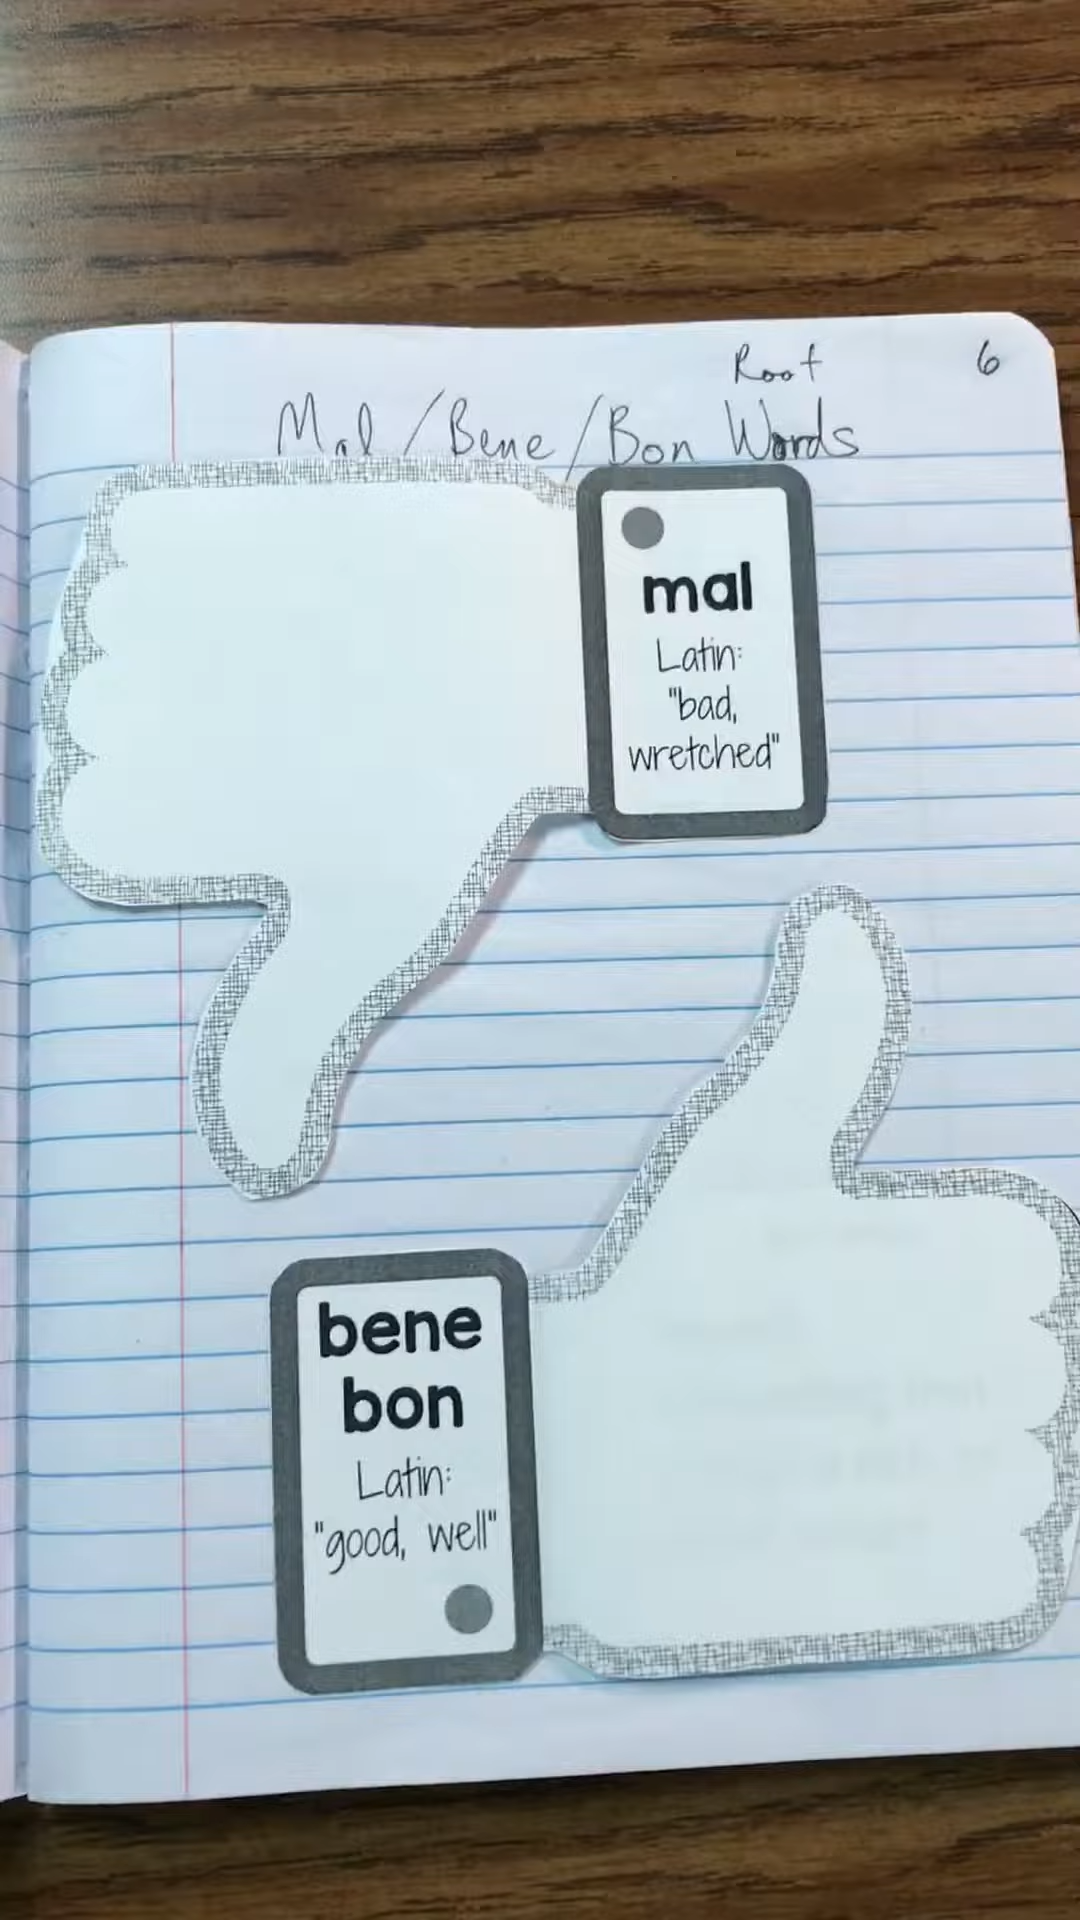 Root
6
Mal/Bene/Bon Words
mal
Latin:
"bad,
wretched"
bene
bon
Latin:
"good, well"